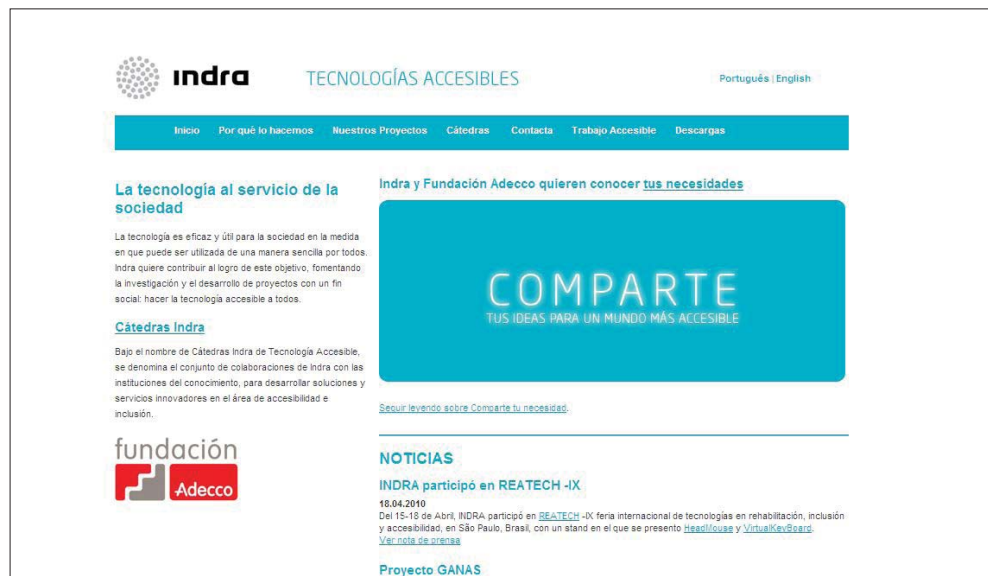 indra
TECNOLOGÍAS ACCESIBLES
Português | English
Inicio Por qué lo hacemos Nuestros Proyectos Cátedras Contacta Trabajo Accesible Descargas
La tecnología al servicio de la
sociedad
La tecnología es eficaz y útil para la sociedad en la medida
en que puede ser utilizada de una manera sencilla por todos.
Indra quiere contribuir al logro de este objetivo, fomentando
la investigación y el desarrollo de proyectos con un fin
social: hacer la tecnología accesible a todos.
Cátedras Indra
Bajo el nombre de Cátedras Indra de Tecnología Accesible,
se denomina el conjunto de colaboraciones de Indra con las
instituciones del conocimiento, para desarrollar soluciones y
servicios innovadores en el área de accesibilidad e
inclusión.
fundación
Adecco
Indra y Fundación Adecco quieren conocer tus necesidades
COMPARTE
TUS IDEAS PARA UN MUNDO MÁS ACCESIBLE
Seguir leyendo sobre Comparte tu necesidad.
NOTICIAS
INDRA participó en REATECH -IX
18.04.2010
Del 15-18 de Abril, INDRA participó en REATECH -IX feria internacional de tecnologías en rehabilitación, inclusión
y accesibilidad, en São Paulo, Brasil, con un stand en el que se presento HeadMouse y VirtualKeyBoard.
Ver nota de prensa
Proyecto GANAS